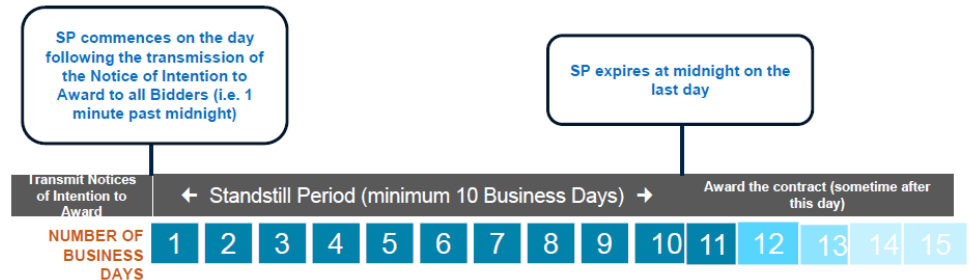 SP commences on the day
following the transmission of
the Notice of Intention to
Award to all Bidders (i.e. 1
minute past midnight)
SP expires at midnight on the
last day
Transmit Notices
of Intention to
Award
← Standstill Period (minimum 10 Business Days) →
Award the contract (sometime after
this day)
NUMBER OF
BUSINESS
DAYS
1 2 3 4 5 6 7 8 9 10 11 12 13 14 15